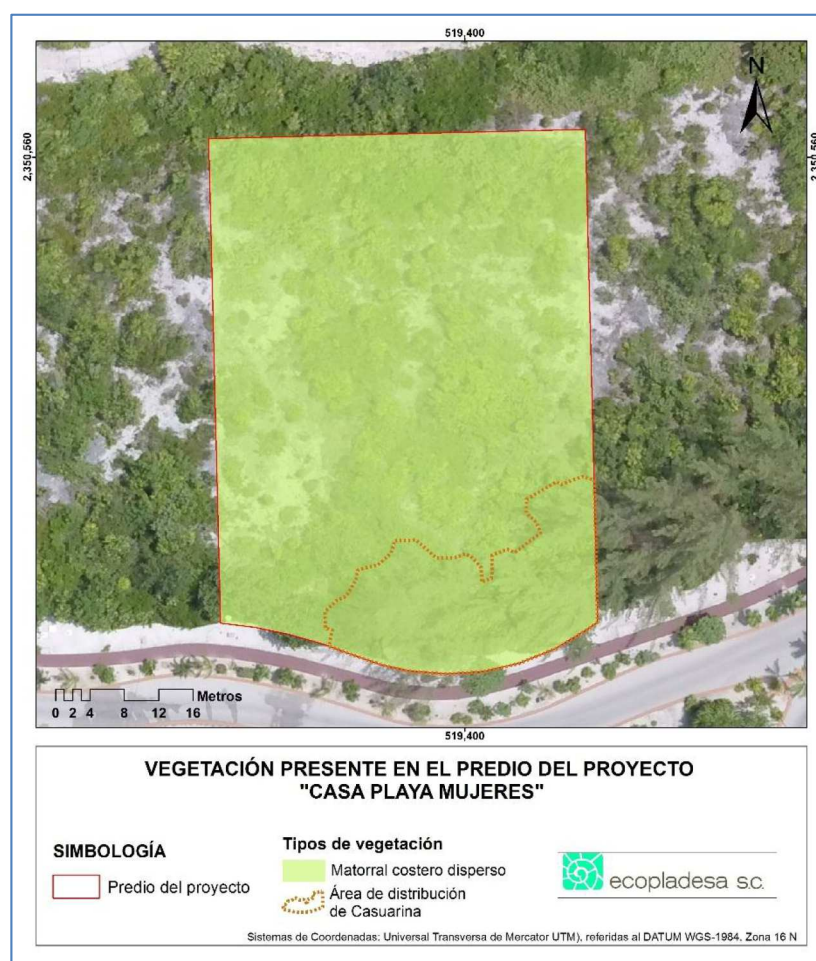 519,400
N
2,350,560
2,350,560
Metros
0 2 4 8 12 16
519,400
VEGETACIÓN PRESENTE EN EL PREDIO DEL PROYECTO
"CASA PLAYA MUJERES"
SIMBOLOGÍA
Predio del proyecto
Tipos de vegetación
Matorral costero disperso
Área de distribución
de Casuarina
ecopladesa s.c.
Sistemas de Coordenadas: Universal Transversa de Mercator UTM), referidas al DATUM WGS-1984, Zona 16 N